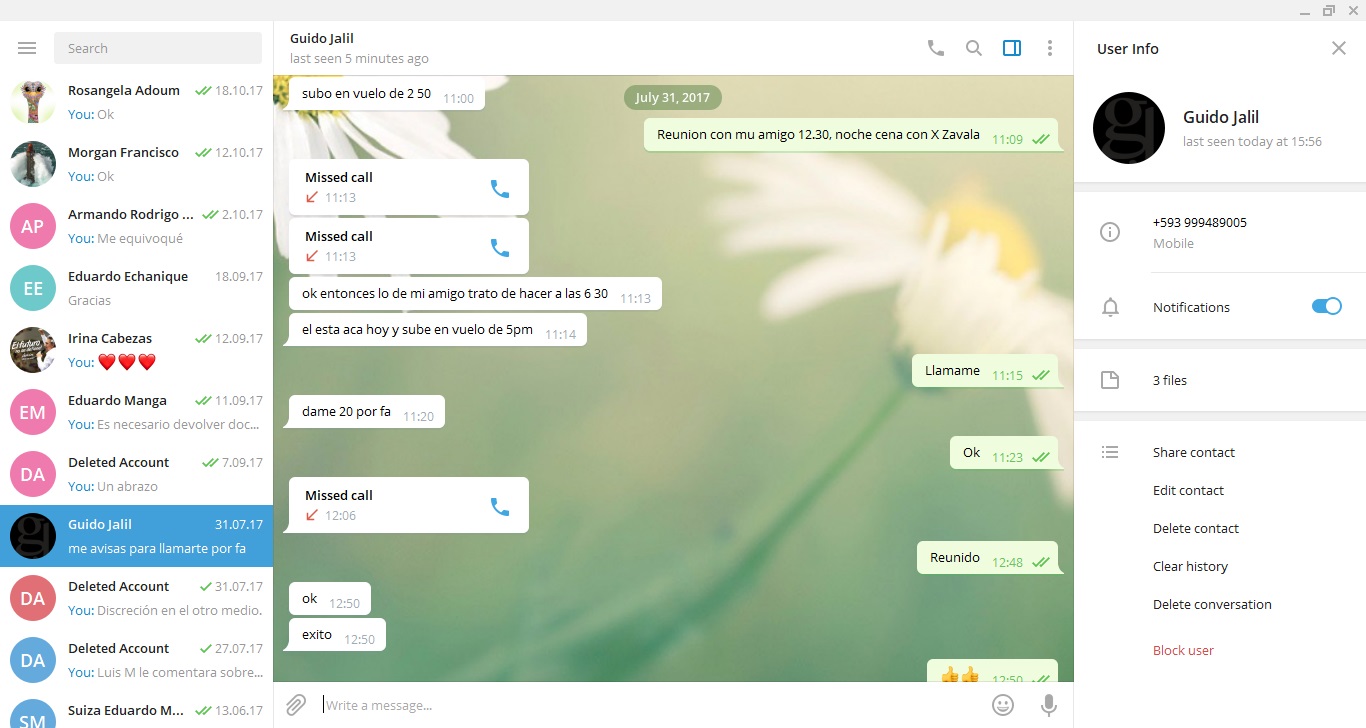 Search
Rosangela Adoum 18.10.17
You: Ok
Morgan Francisco 12.10.17
You: Ok
AP
Armando Rodrigo ... 2.10.17
You: Me equivoqué
EE
Eduardo Echanique 18.09.17
Gracias
Irina Cabezas 12.09.17
You: ❤️❤️❤️
EM
Eduardo Manga 11.09.17
You: Es necesario devolver doc...
DA
Deleted Account 7.09.17
You: Un abrazo
Guido Jalil 31.07.17
me avisas para llamarte por fa
DA
Deleted Account 31.07.17
You: Discreción en el otro medio.
DA
Deleted Account 27.07.17
You: Luis M le comentara sobre...
SM
Suiza Eduardo M... 13.06.17
Guido Jalil
last seen 5 minutes ago
subo en vuelo de 2 50 11:00
July 31, 2017
Reunion con mu amigo 12.30, noche cena con X Zavala 11:09
Missed call
11:13
Missed call
11:13
ok entonces lo de mi amigo trato de hacer a las 6 30 11:13
el esta aca hoy y sube en vuelo de 5pm 11:14
Llamame 11:15
dame 20 por fa 11:20
Ok 11:23
Missed call
12:06
Reunido 12:48
ok 12:50
exito 12:50
👍👍 12:50
Write a message...
User Info
gj
Guido Jalil
last seen today at 15:56
+593 999489005
Mobile
Notifications
3 files
Share contact
Edit contact
Delete contact
Clear history
Delete conversation
Block user